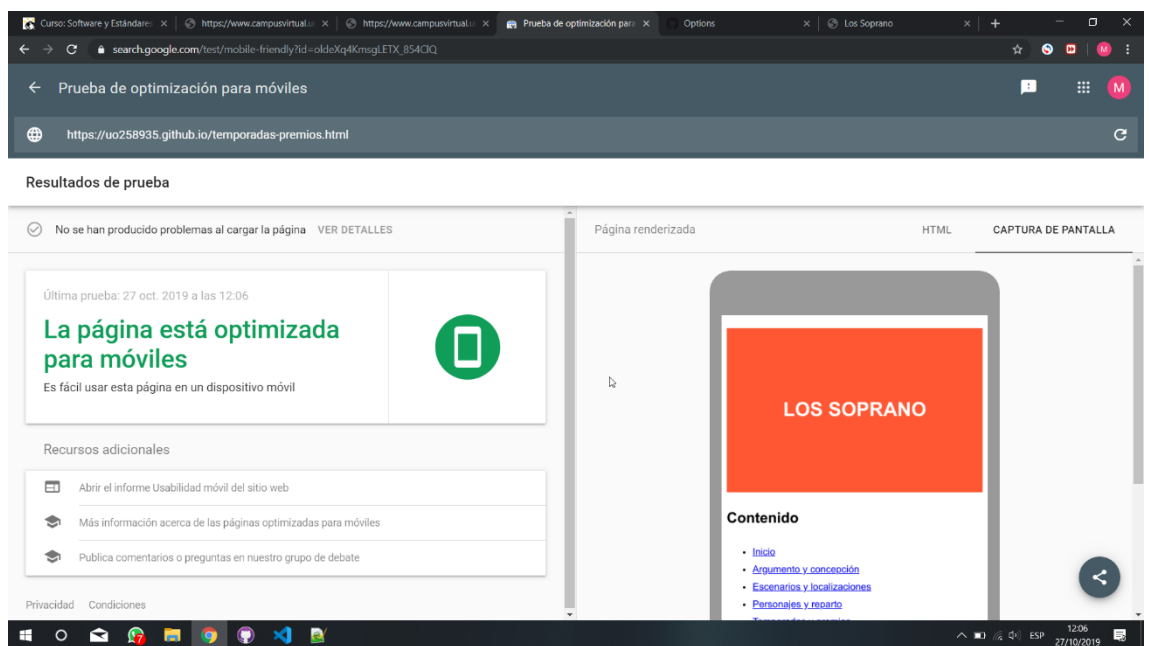 Curso: Software y Estándares
https://www.campusvirtual.u
https://www.campusvirtual.u
Prueba de optimización para
Options
Los Soprano
search.google.com/test/mobile-friendly?id=oldeXq4KmsgLETX_854ClQ
M
Prueba de optimización para móviles
M
https://uo258935.github.io/temporadas-premios.html
Resultados de prueba
No se han producido problemas al cargar la página VER DETALLES
Página renderizada
HTML
CAPTURA DE PANTALLA
Última prueba: 27 oct. 2019 a las 12:06
La página está optimizada
para móviles
Es fácil usar esta página en un dispositivo móvil
LOS SOPRANO
Recursos adicionales
Abrir el informe Usabilidad móvil del sitio web
Más información acerca de las páginas optimizadas para móviles
Publica comentarios o preguntas en nuestro grupo de debate
Contenido
Inicio
Argumento y concepción
Escenarios y localizaciones
Personajes y reparto
Temporadas y premios
Privacidad Condiciones
ESP
12:06
27/10/2019